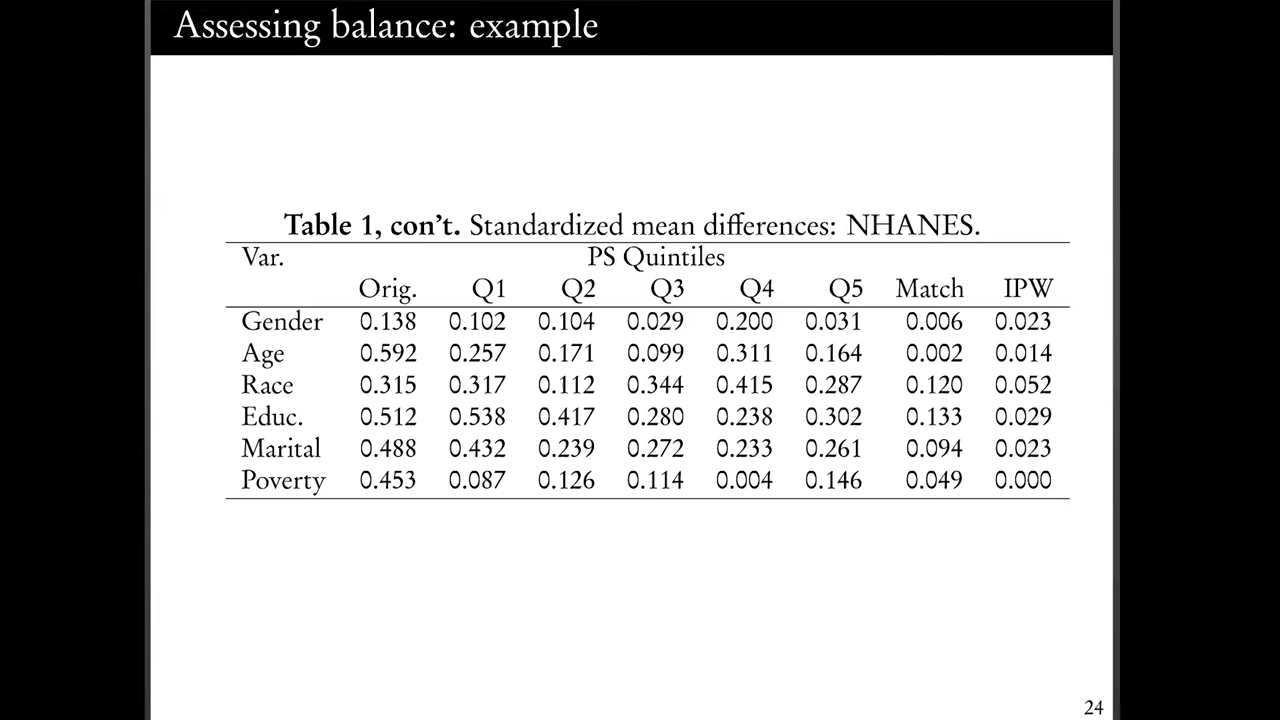 Assessing balance: example
Table 1, con't. Standardized mean differences: NHANES.
Var. PS Quintiles
Orig. Q1 Q2 Q3 Q4 Q5 Match IPW
Gender 0.138 0.102 0.104 0.029 0.200 0.031 0.006 0.023
Age 0.592 0.257 0.171 0.099 0.311 0.164 0.002 0.014
Race 0.315 0.317 0.112 0.344 0.415 0.287 0.120 0.052
Educ. 0.512 0.538 0.417 0.280 0.238 0.302 0.133 0.029
Marital 0.488 0.432 0.239 0.272 0.233 0.261 0.094 0.023
Poverty 0.453 0.087 0.126 0.114 0.004 0.146 0.049 0.000
24